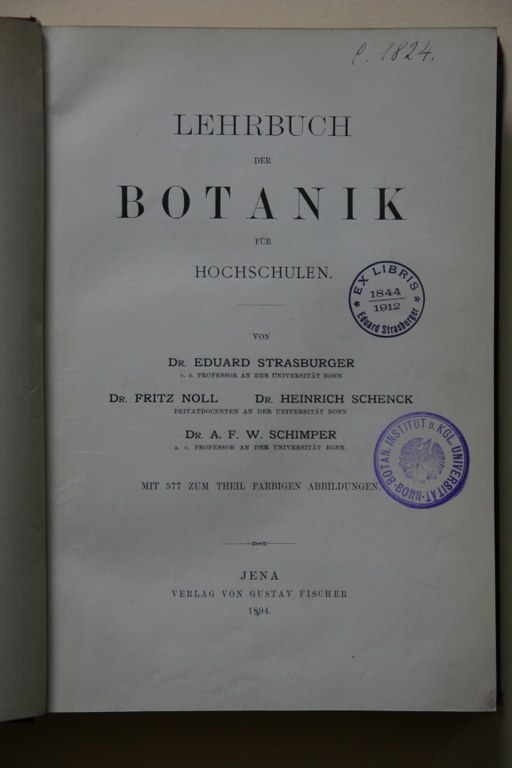 C. 1824.
LEHRBUCH
DER
BOTANIK
FÜR
HOCHSCHULEN.
EX LIBRIS
1844
1912
Eduard Strasburger
VON
DR. EDUARD STRASBURGER
O. Ö. PROFESSOR AN DER UNIVERSITÄT BONN
DR. FRITZ NOLL DR. HEINRICH SCHENCK
PRIVATDOCENTEN AN DER UNIVERSITÄT BONN
DR. A. F. W. SCHIMPER
A. O. PROFESSOR AN DER UNIVERSITÄT BONN.
BOTAN. INSTITUT D. KGL. UNIVERSITÄT-BONN-
MIT 577 ZUM THEIL FARBIGEN ABBILDUNGEN.
JENA
VERLAG VON GUSTAV FISCHER
1894.